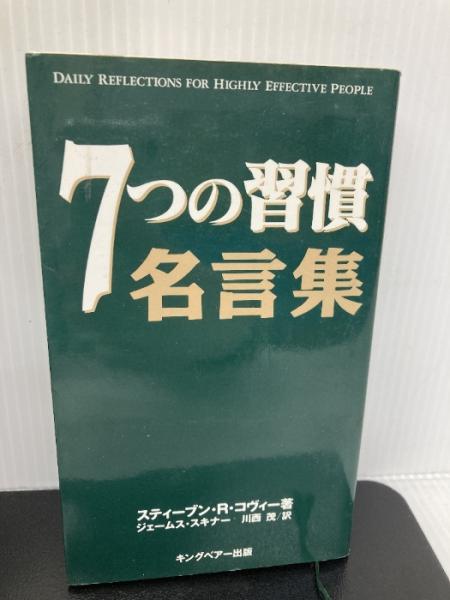 DAILY REFLECTIONS FOR HIGHLY EFFECTIVE PEOPLE
7つの習慣
名言集
スティーブン・R・コヴィー著
ジェームス・スキナー 川西 茂/訳
キングベアー出版